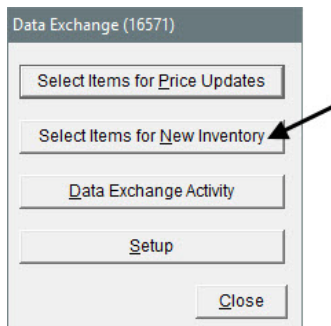 Data Exchange (16571)
Select Items for Price Updates
Select Items for New Inventory
Data Exchange Activity
Setup
Close